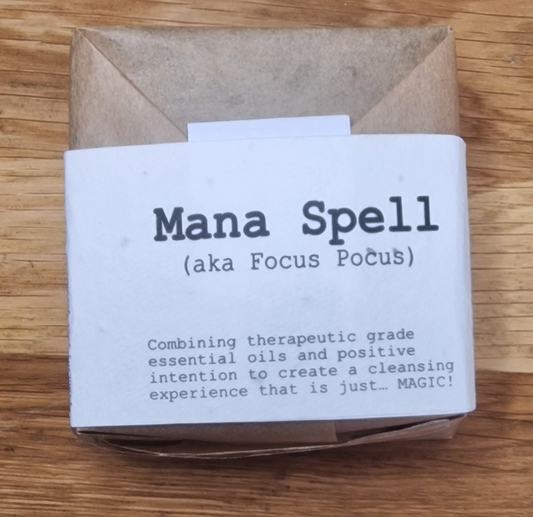 Mana Spell
(aka Focus Pocus)
Combining therapeutic grade
essential oils and positive
intention to create a cleansing
experience that is just… MAGIC!